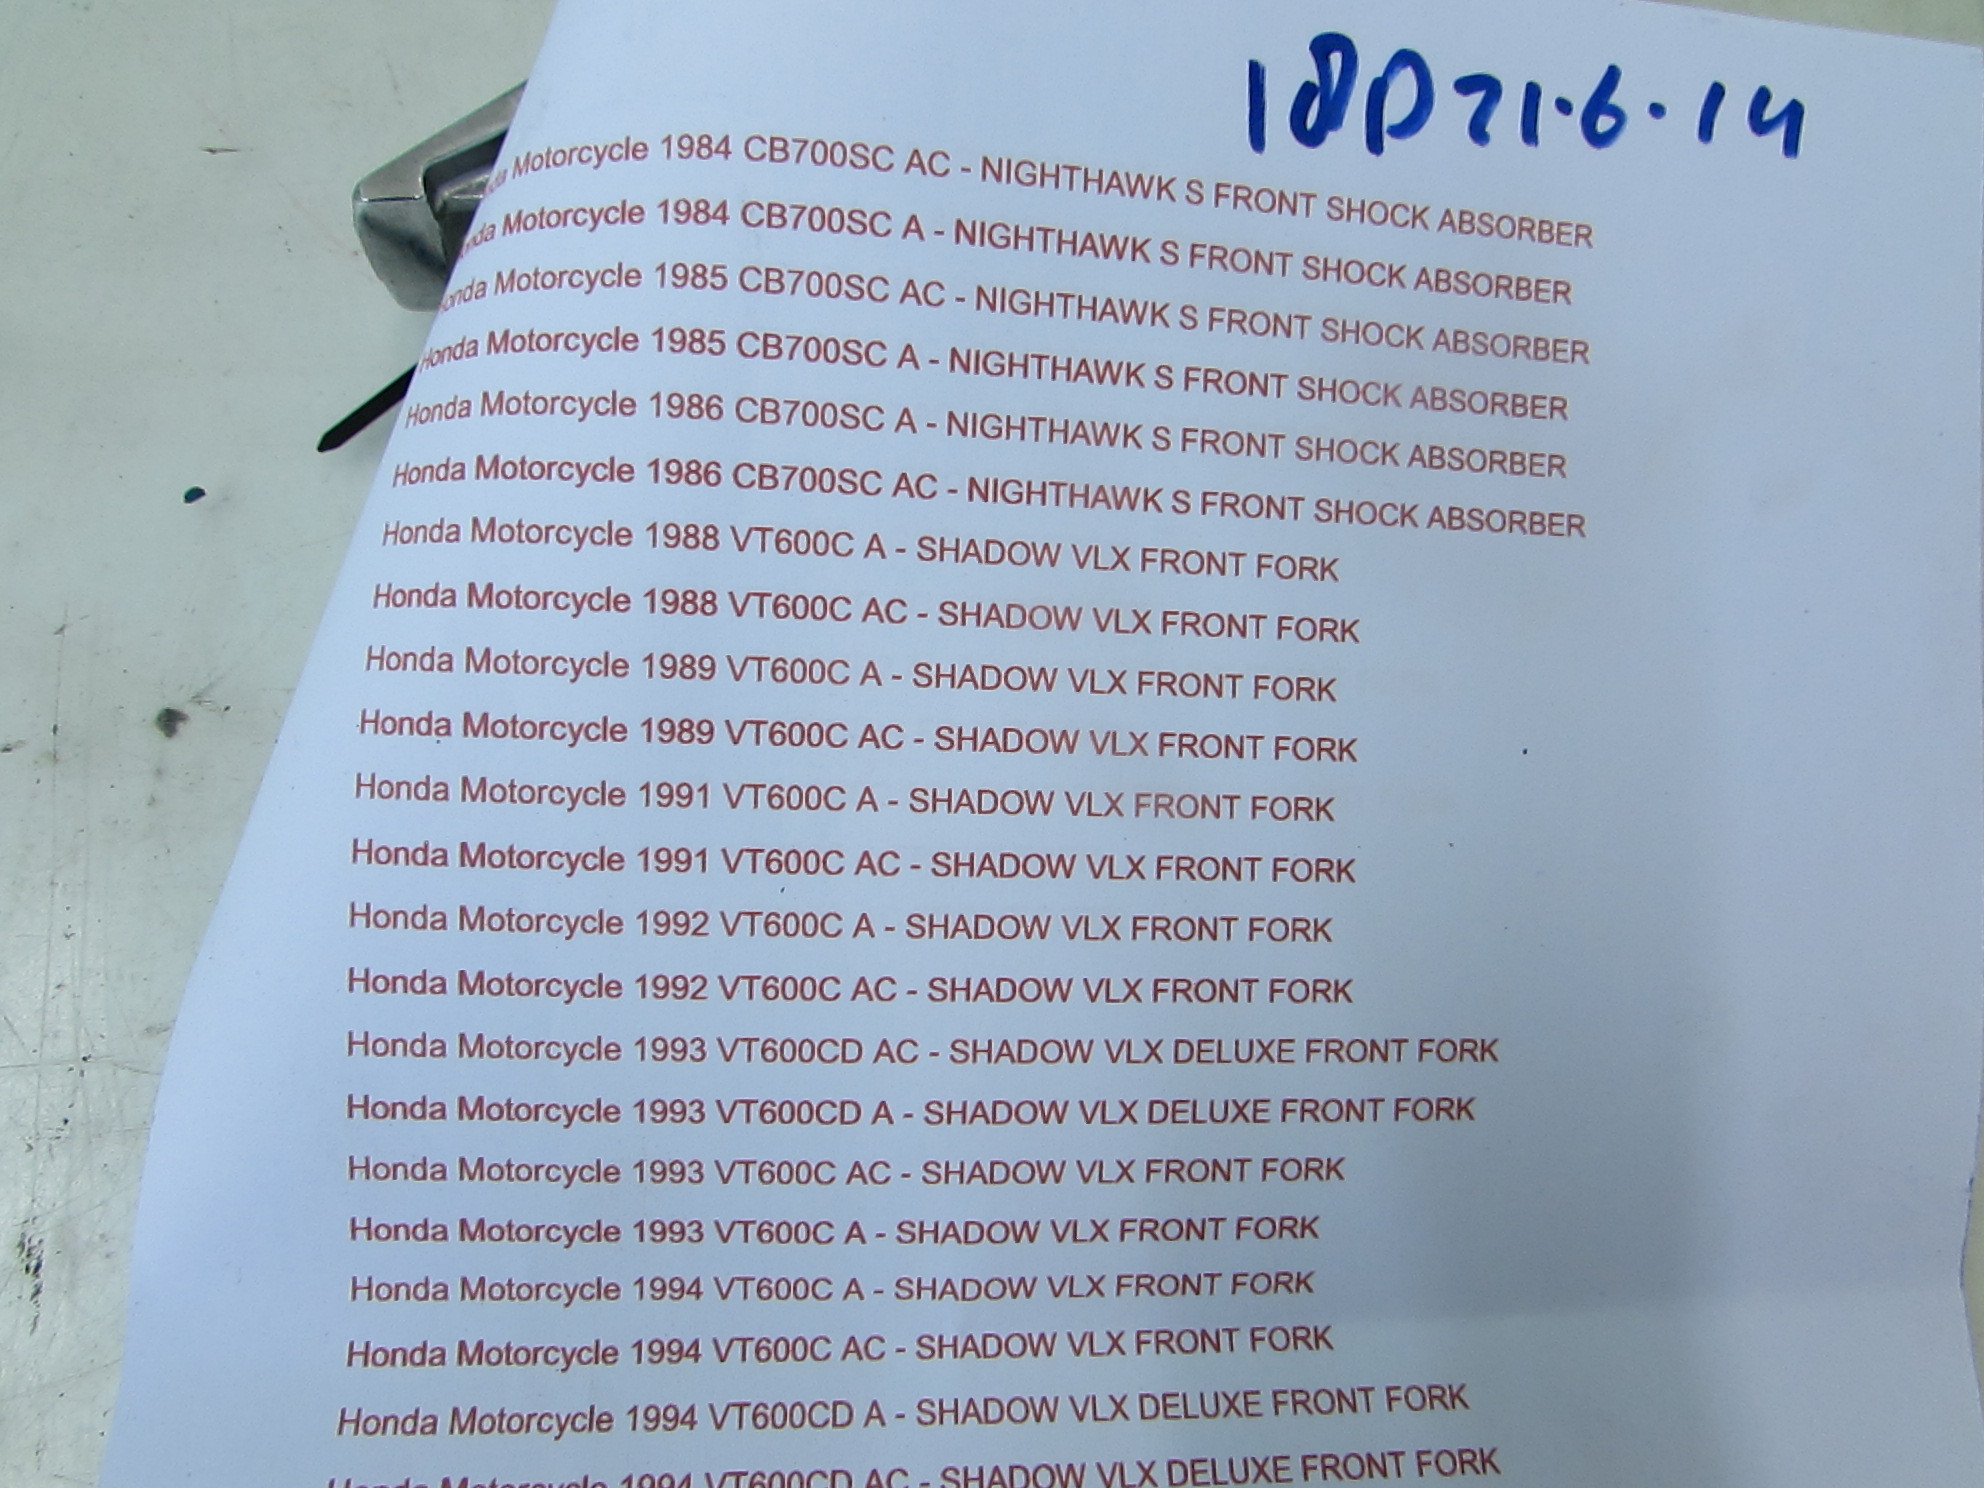 18D21.6.14
Motorcycle 1984 CB700SC AC - NIGHTHAWK S FRONT SHOCK ABSORBER
Honda Motorcycle 1984 CB700SC A - NIGHTHAWK S FRONT SHOCK ABSORBER
Honda Motorcycle 1985 CB700SC AC - NIGHTHAWK S FRONT SHOCK ABSORBER
Honda Motorcycle 1985 CB700SC A - NIGHTHAWK S FRONT SHOCK ABSORBER
Honda Motorcycle 1986 CB700SC A - NIGHTHAWK S FRONT SHOCK ABSORBER
Honda Motorcycle 1986 CB700SC AC - NIGHTHAWK S FRONT SHOCK ABSORBER
Honda Motorcycle 1988 VT600C A - SHADOW VLX FRONT FORK
Honda Motorcycle 1988 VT600C AC - SHADOW VLX FRONT FORK
Honda Motorcycle 1989 VT600C A - SHADOW VLX FRONT FORK
Honda Motorcycle 1989 VT600C AC - SHADOW VLX FRONT FORK
Honda Motorcycle 1991 VT600C A - SHADOW VLX FRONT FORK
Honda Motorcycle 1991 VT600C AC - SHADOW VLX FRONT FORK
Honda Motorcycle 1992 VT600C A - SHADOW VLX FRONT FORK
Honda Motorcycle 1992 VT600C AC - SHADOW VLX FRONT FORK
Honda Motorcycle 1993 VT600CD AC - SHADOW VLX DELUXE FRONT FORK
Honda Motorcycle 1993 VT600CD A - SHADOW VLX DELUXE FRONT FORK
Honda Motorcycle 1993 VT600C AC - SHADOW VLX FRONT FORK
Honda Motorcycle 1993 VT600C A - SHADOW VLX FRONT FORK
Honda Motorcycle 1994 VT600C A - SHADOW VLX FRONT FORK
Honda Motorcycle 1994 VT600C AC - SHADOW VLX FRONT FORK
Honda Motorcycle 1994 VT600CD A - SHADOW VLX DELUXE FRONT FORK
Honda Motorcycle 1994 VT600CD AC - SHADOW VLX DELUXE FRONT FORK